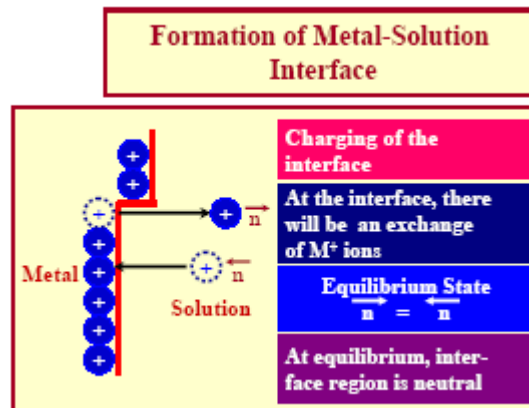 Formation of Metal-Solution
Interface
Charging of the
interface
At the interface, there
will be an exchange
of M⁺ ions
Equilibrium State
n = n
At equilibrium, inter-
face region is neutral
+
+
+
+
n
+
+
+
n
Metal
+
Solution
+
+
+